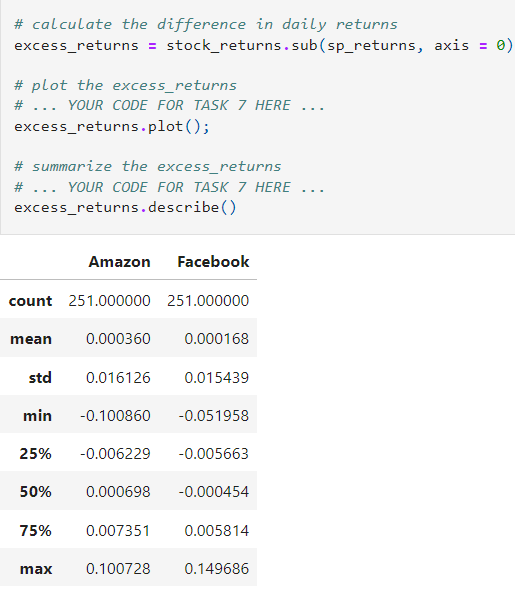 # calculate the difference in daily returns
excess_returns = stock_returns.sub(sp_returns, axis = 0)
# plot the excess_returns
# ... YOUR CODE FOR TASK 7 HERE ...
excess_returns.plot();
# summarize the excess_returns
# ... YOUR CODE FOR TASK 7 HERE ...
excess_returns.describe()
Amazon Facebook
count 251.000000 251.000000
mean 0.000360 0.000168
std 0.016126 0.015439
min -0.100860 -0.051958
25% -0.006229 -0.005663
50% 0.000698 -0.000454
75% 0.007351 0.005814
max 0.100728 0.149686